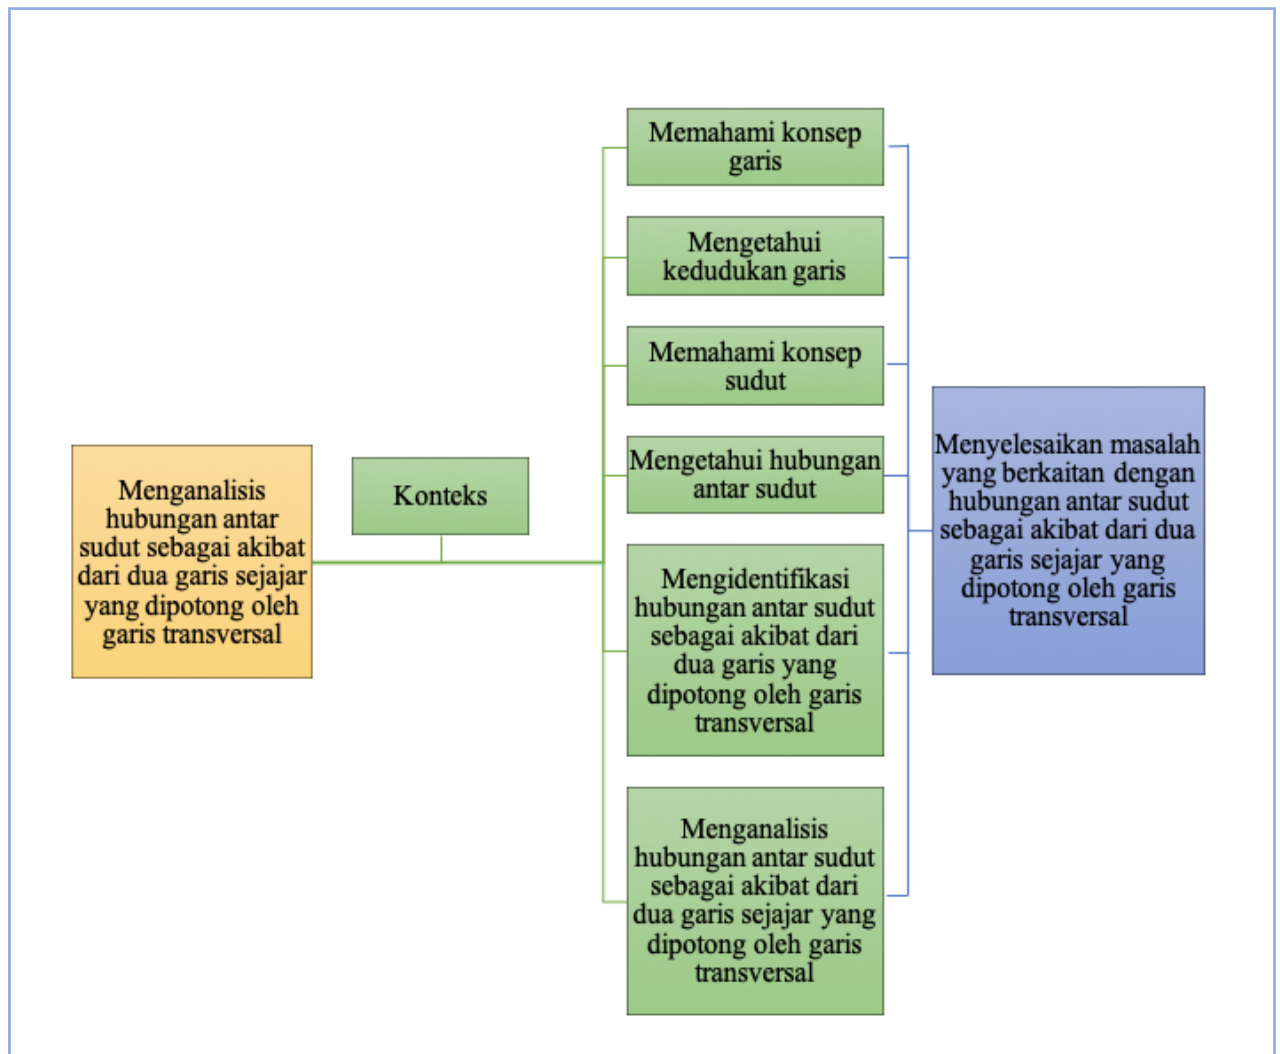 Menganalisis
hubungan antar
sudut sebagai akibat
dari dua garis sejajar
yang dipotong oleh
garis transversal
Konteks
Memahami konsep
garis
Mengetahui
kedudukan garis
Memahami konsep
sudut
Mengetahui hubungan
antar sudut
Mengidentifikasi
hubungan antar sudut
sebagai akibat dari
dua garis yang
dipotong oleh garis
transversal
Menganalisis
hubungan antar sudut
sebagai akibat dari
dua garis sejajar yang
dipotong oleh garis
transversal
Menyelesaikan masalah
yang berkaitan dengan
hubungan antar sudut
sebagai akibat dari dua
garis sejajar yang
dipotong oleh garis
transversal